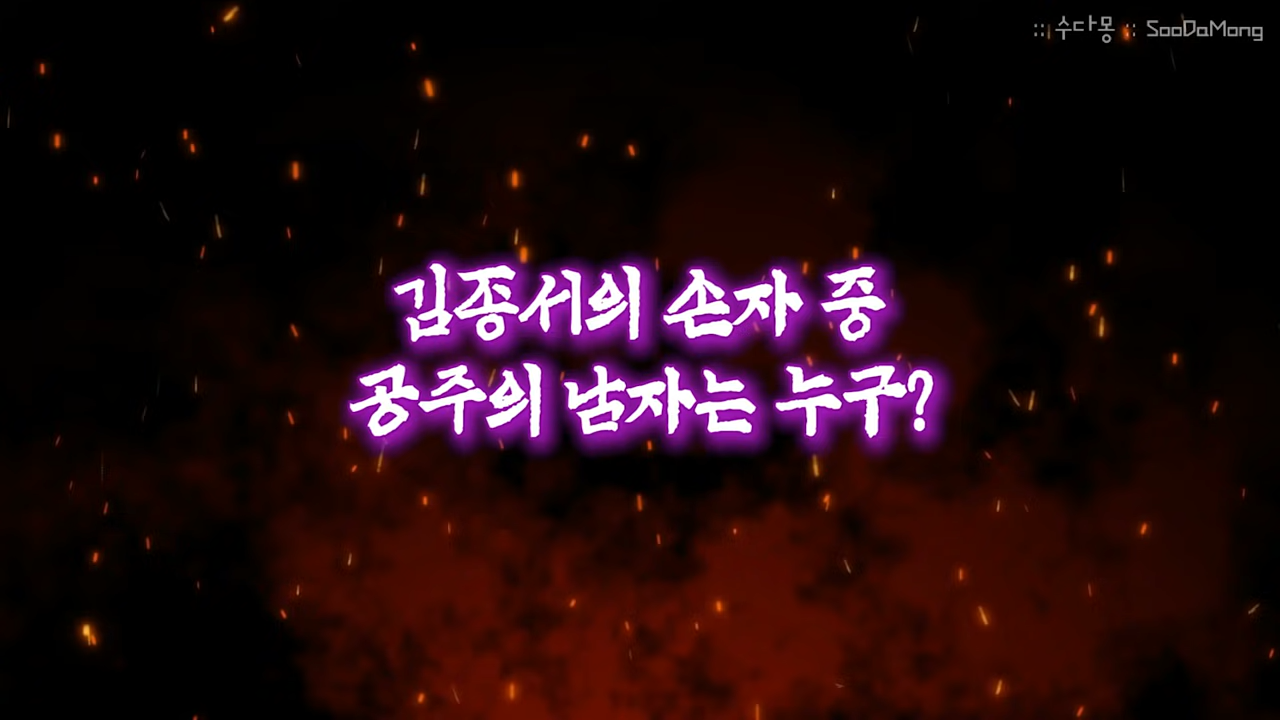 :: 수다몽 :: SooDaMong
김종서의 손자 중
공주의 남자는 누구?